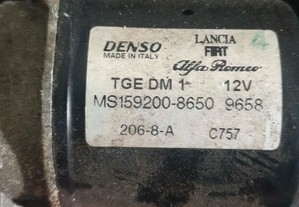 DENSO
MADE IN ITALY
LANCIA
FIAT
Alfa Romeo
TGE DM 1 12V
MS159200-8650 9658
206-8-A C757